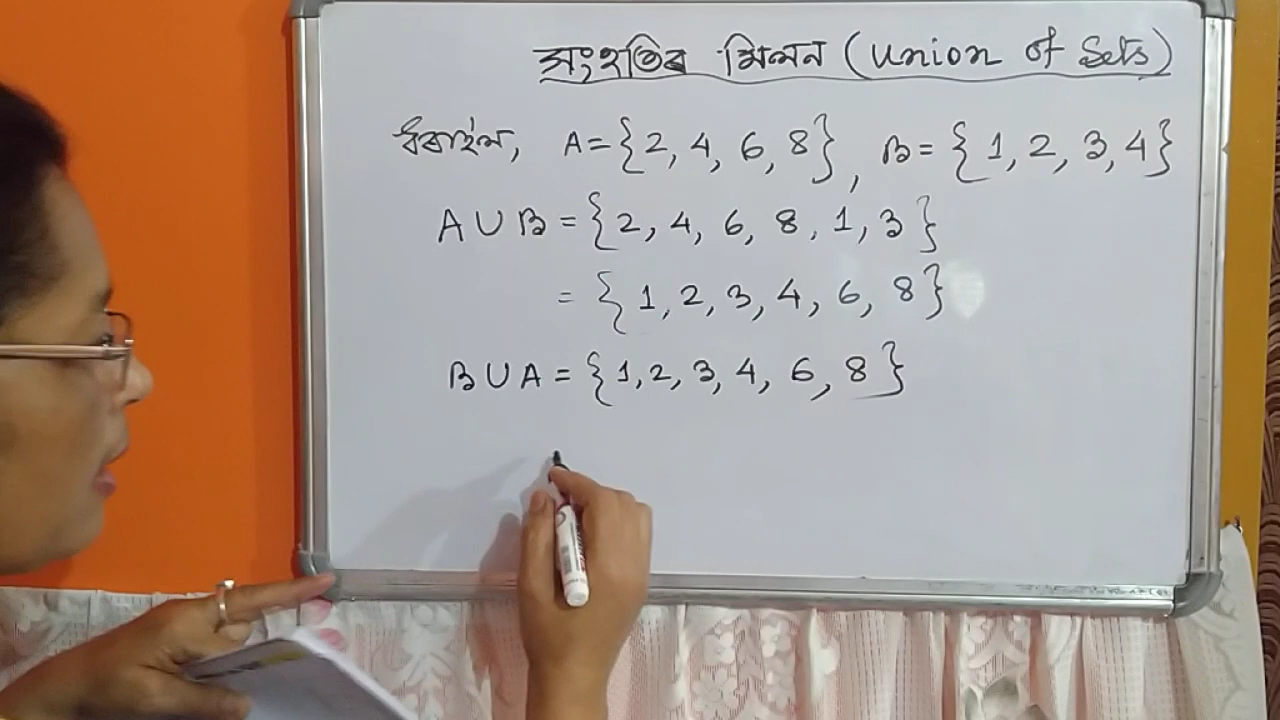 সংহতিৰ মিলন (Union of Sets)
ধৰাহ'ল, A = {2, 4, 6, 8}, B = {1, 2, 3, 4}
A ∪ B = {2, 4, 6, 8, 1, 3}
= {1, 2, 3, 4, 6, 8}
B ∪ A = {1, 2, 3, 4, 6, 8}